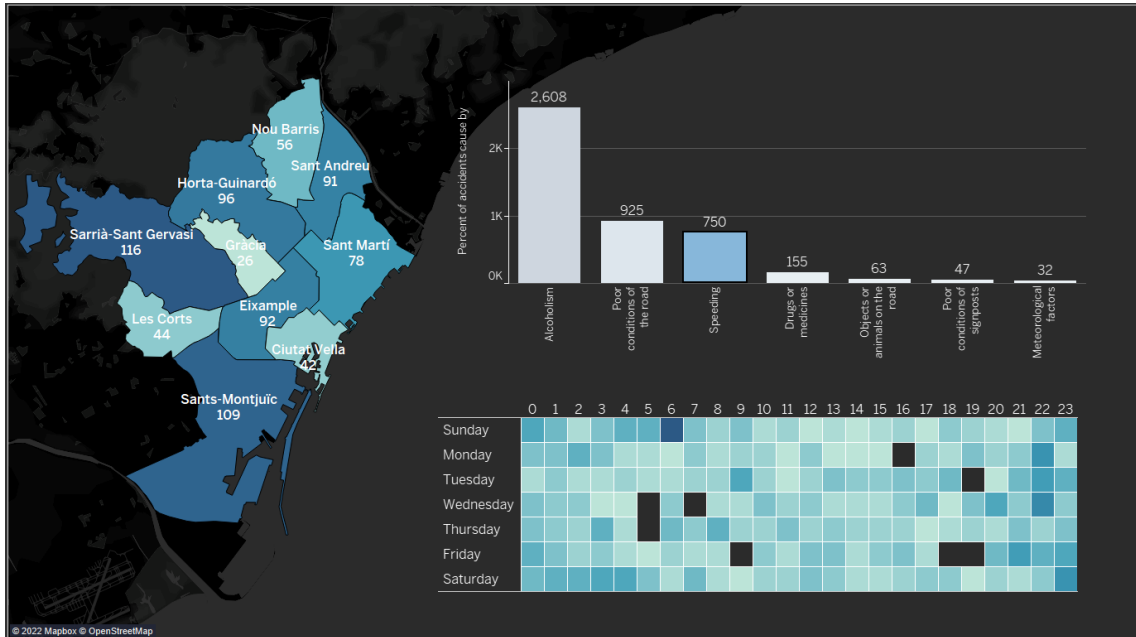 Nou Barris
56
Sant Andreu
91
Horta-Guinardó
96
Sarrià-Sant Gervasi
116
Gràcia
26
Sant Martí
78
Eixample
92
Les Corts
44
Ciutat Vella
42
Sants-Montjuïc
109
© 2022 Mapbox © OpenStreetMap
Percent of accidents cause by
2K
1K
0K
2,608
925
750
155
63
47
32
Alcoholism
Poor
conditions of
the road
Speeding
Drugs or
medicines
Objects or
animals on the
road
Poor
conditions of
signposts
Meteorological
factors
0 1 2 3 4 5 6 7 8 9 10 11 12 13 14 15 16 17 18 19 20 21 22 23
Sunday
Monday
Tuesday
Wednesday
Thursday
Friday
Saturday